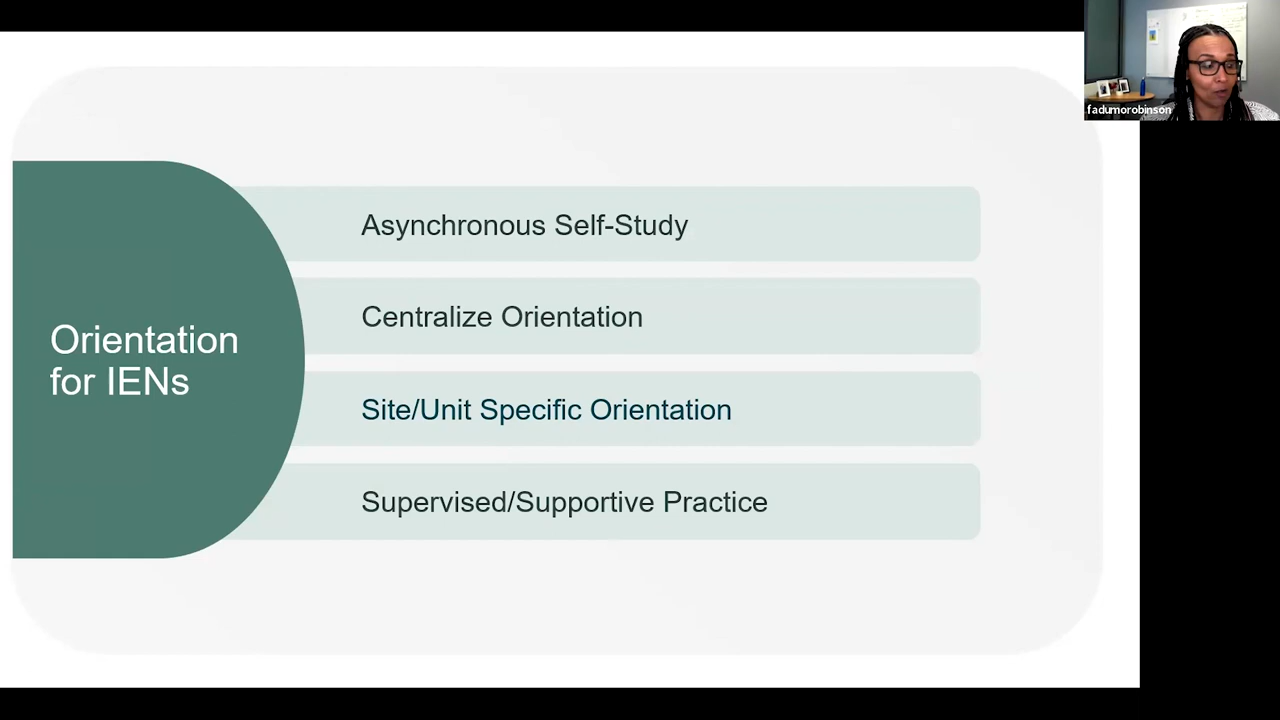 fadumorobinson
Orientation
for IENs
Asynchronous Self-Study
Centralize Orientation
Site/Unit Specific Orientation
Supervised/Supportive Practice